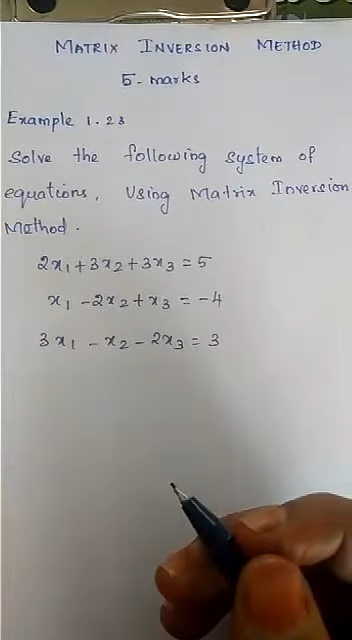 MATRIX INVERSION METHOD
5-marks
Example 1.23
Solve the following system of
equations, Using Matrix Inversion
Method.
2x₁+3x₂+3x₃=5
x₁-2x₂+x₃=-4
3x₁-x₂-2x₃=3